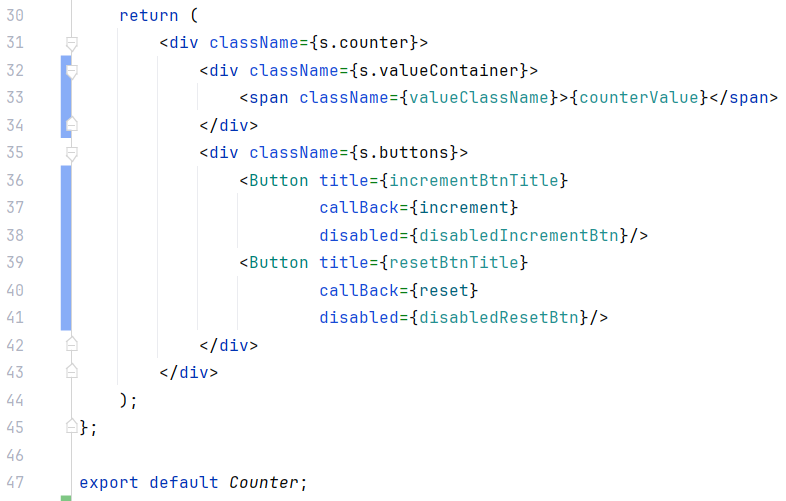 30    return (
31        <div className={s.counter}>
32            <div className={s.valueContainer}>
33                <span className={valueClassName}>{counterValue}</span>
34            </div>
35            <div className={s.buttons}>
36                <Button title={incrementBtnTitle}
37                        callBack={increment}
38                        disabled={disabledIncrementBtn}/>
39                <Button title={resetBtnTitle}
40                        callBack={reset}
41                        disabled={disabledResetBtn}/>
42            </div>
43        </div>
44    );
45 };
46
47 export default Counter;